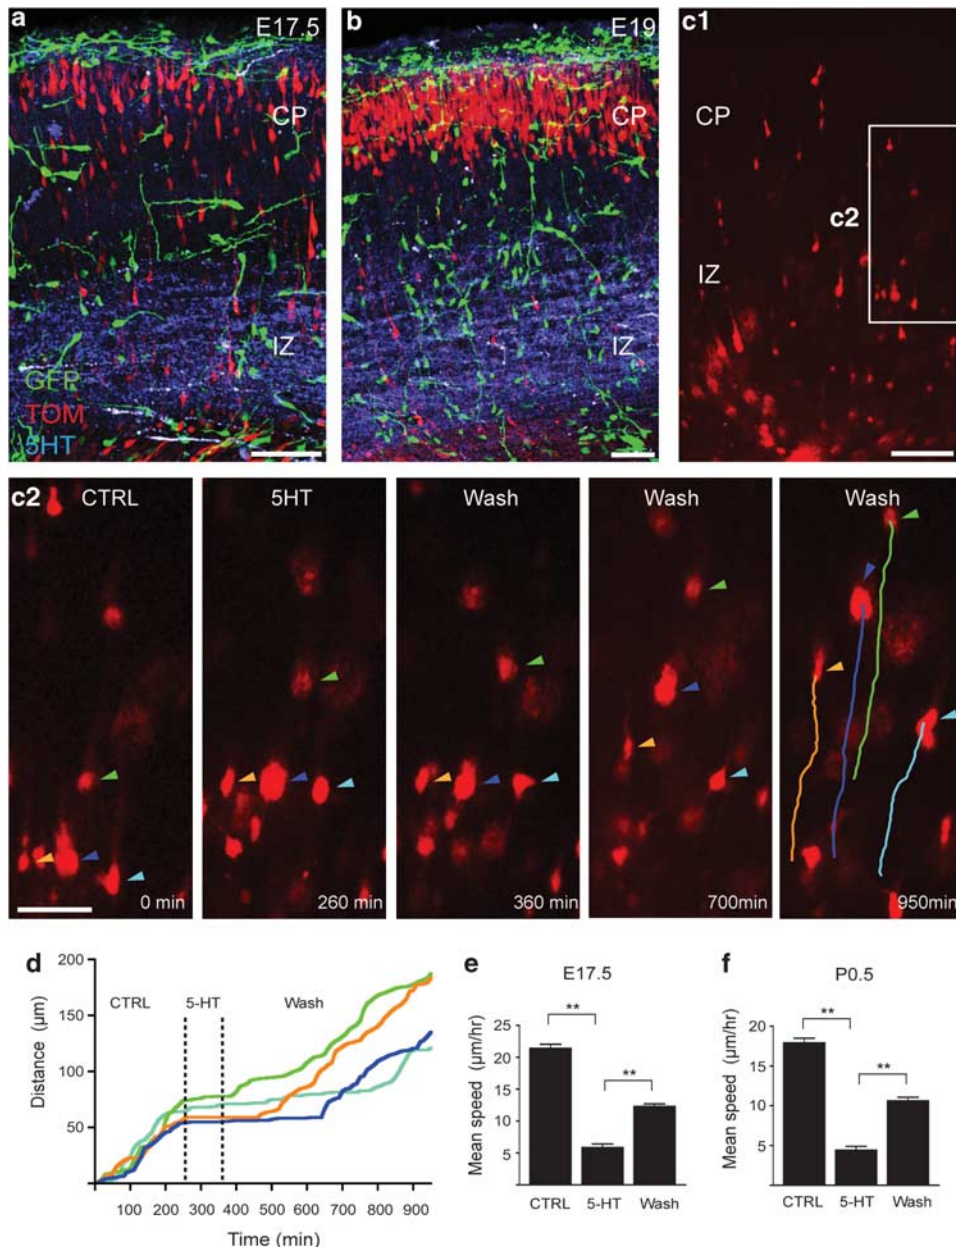 a
E17.5
CP
IZ
GFP
TOM
5HT
b
E19
CP
IZ
c1
CP
IZ
c2
c2
CTRL
0 min
5HT
260 min
Wash
360 min
Wash
700min
Wash
950min
d
200
150
100
50
Distance (µm)
CTRL
5-HT
Wash
100 200 300 400 500 600 700 800 900
Time (min)
e
E17.5
25
20
15
10
5
Mean speed (µm/hr)
**
**
CTRL 5-HT Wash
f
P0.5
20
15
10
5
Mean speed (µm/hr)
**
**
CTRL 5-HT Wash